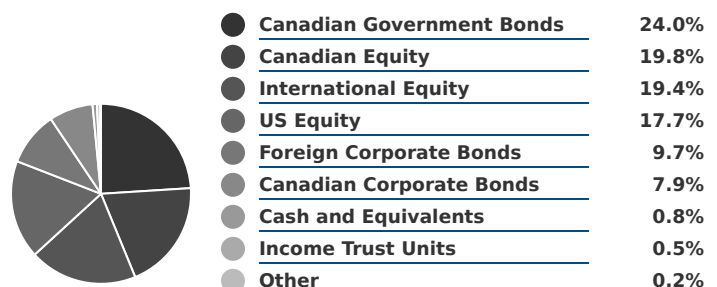 Canadian Government Bonds 24.0%
Canadian Equity 19.8%
International Equity 19.4%
US Equity 17.7%
Foreign Corporate Bonds 9.7%
Canadian Corporate Bonds 7.9%
Cash and Equivalents 0.8%
Income Trust Units 0.5%
Other 0.2%